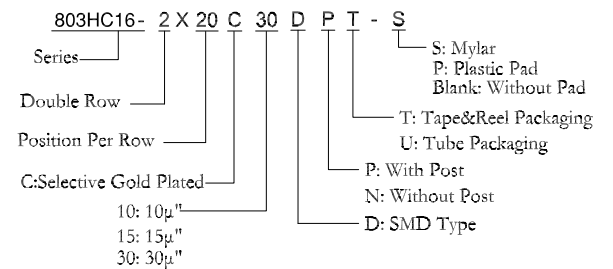 803HC16- 2 X 20 C 30 D P T - S
Series
S: Mylar
P: Plastic Pad
Blank: Without Pad
Double Row
T: Tape&Reel Packaging
U: Tube Packaging
Position Per Row
P: With Post
N: Without Post
C:Selective Gold Plated
D: SMD Type
10: 10μ"
15: 15μ"
30: 30μ"